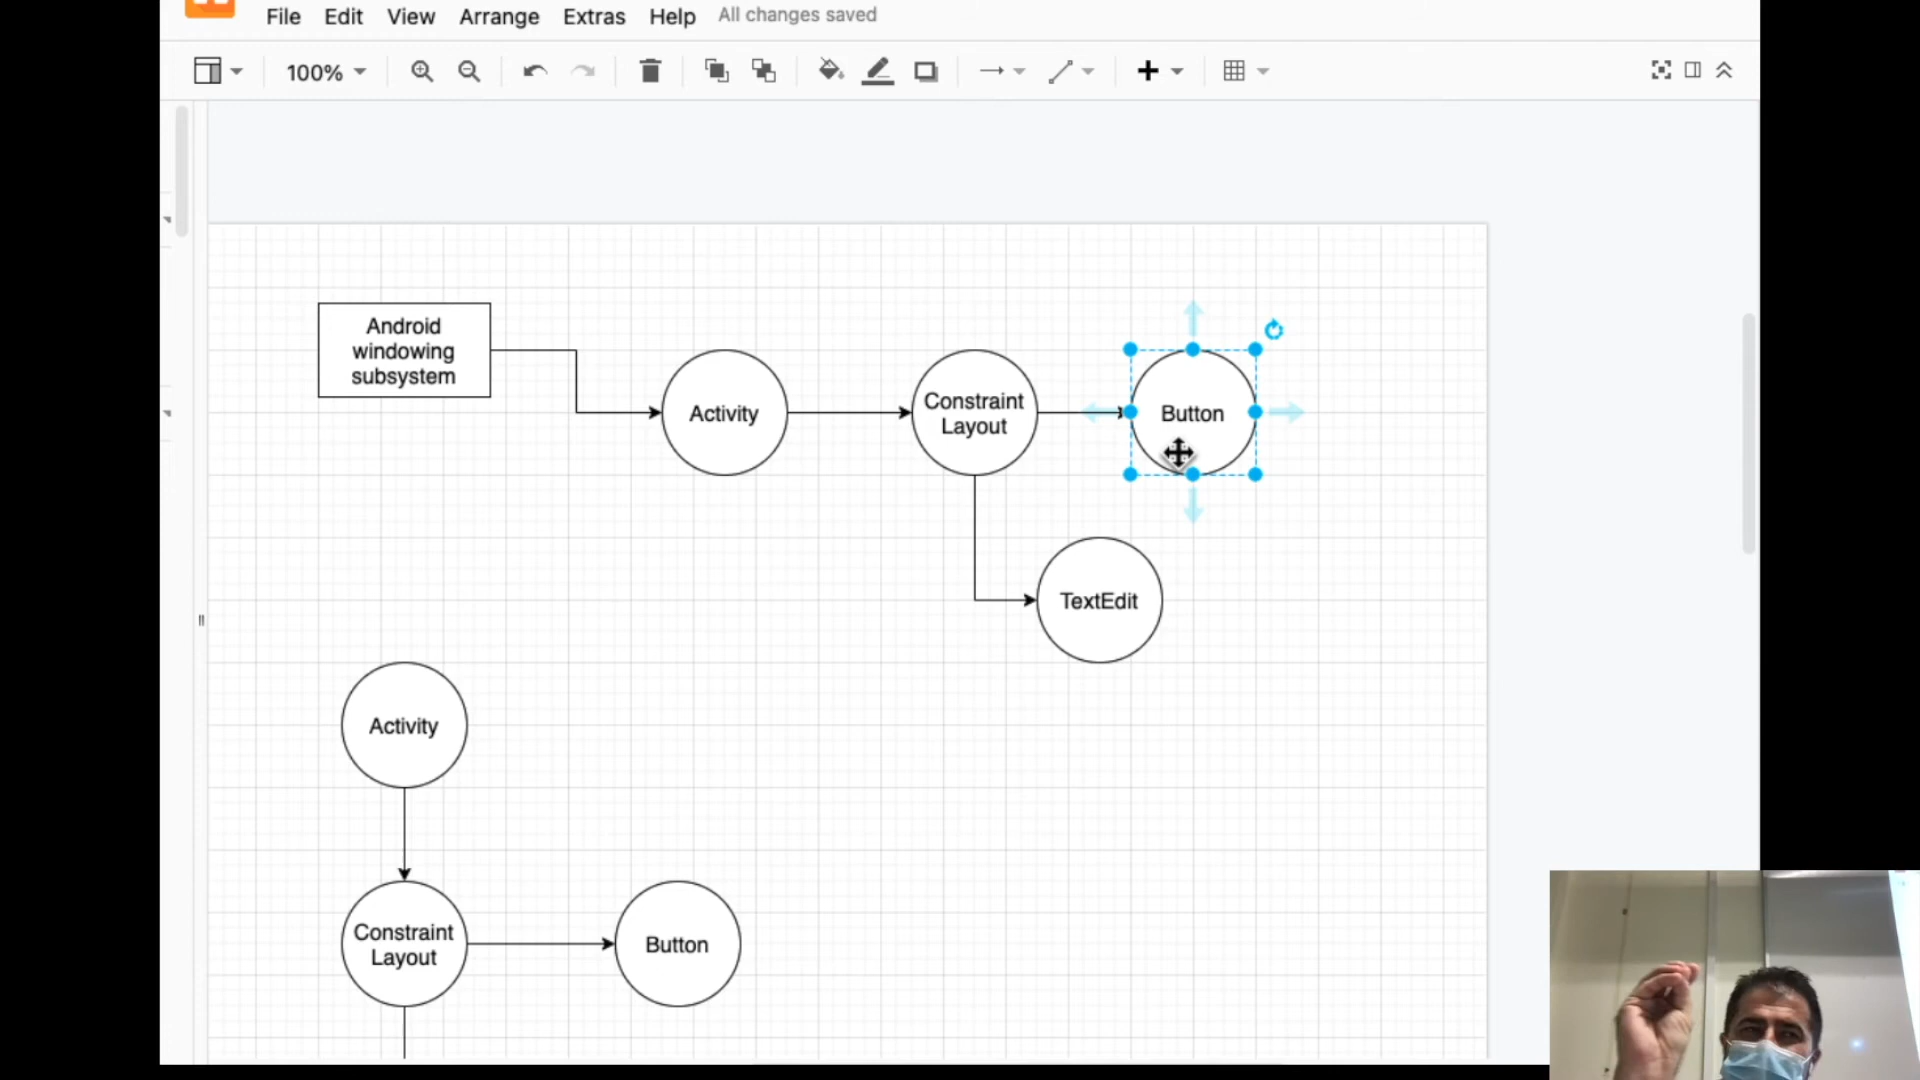 File Edit View Arrange Extras Help All changes saved
100%
Android
windowing
subsystem
Activity
Constraint
Layout
Button
TextEdit
Activity
Constraint
Layout
Button